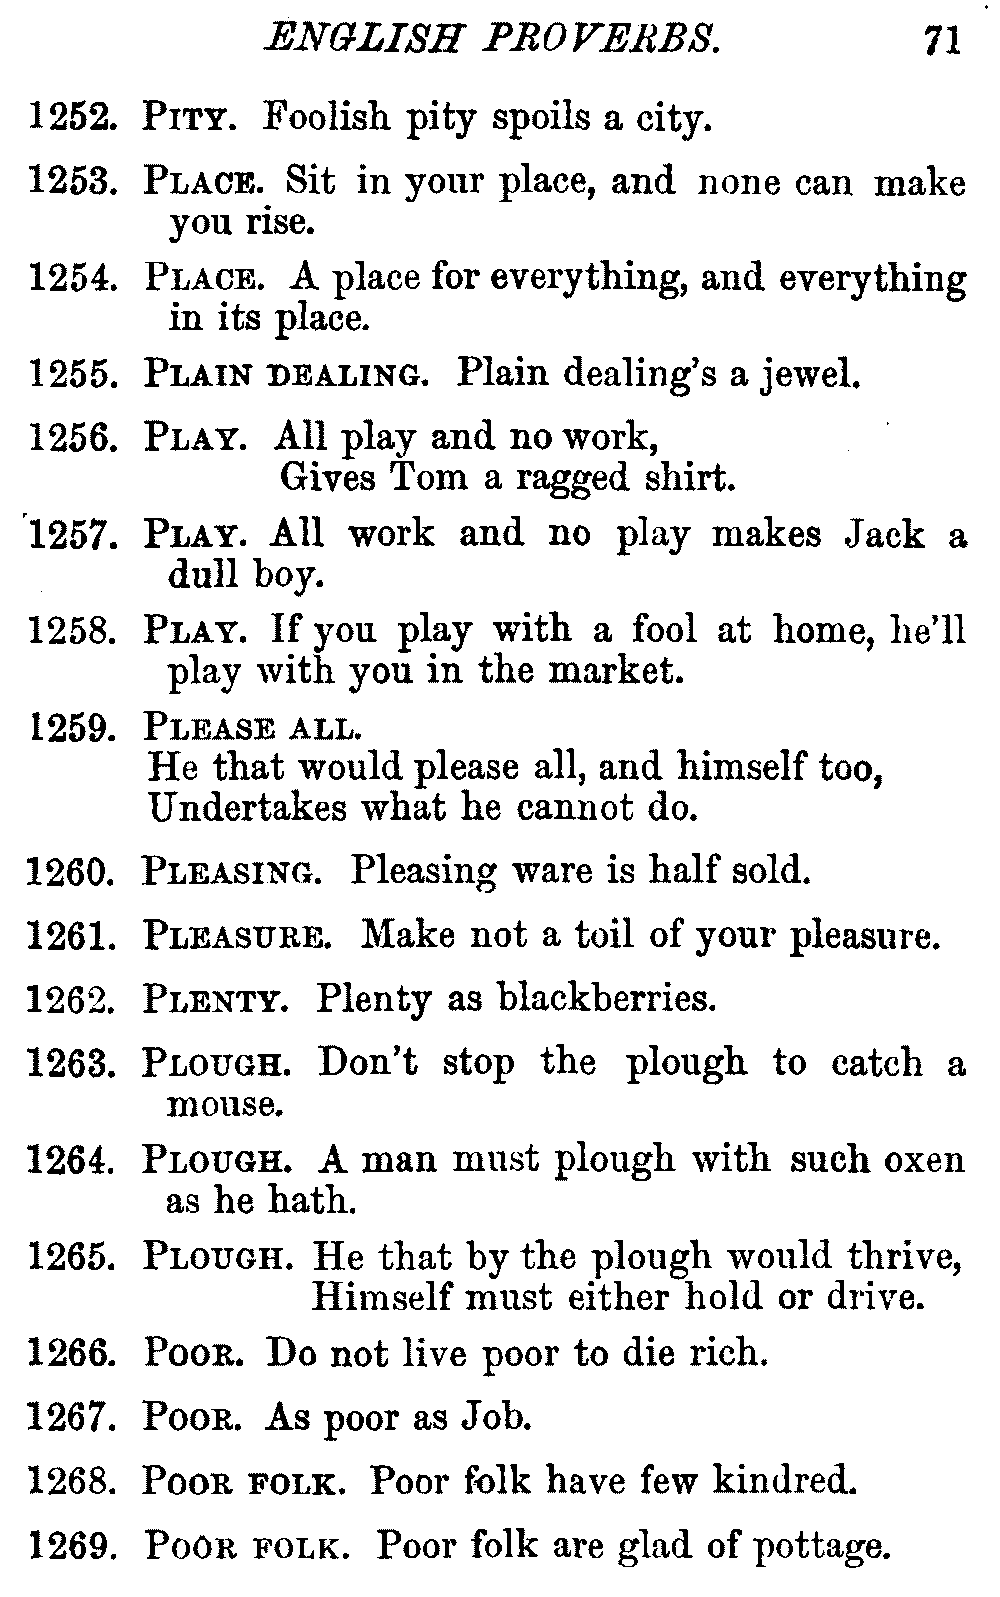 ENGLISH PROVERBS. 71
1252. PITY. Foolish pity spoils a city.
1253. PLACE. Sit in your place, and none can make
you rise.
1254. PLACE. A place for everything, and everything
in its place.
1255. PLAIN DEALING. Plain dealing's a jewel.
1256. PLAY. All play and no work,
Gives Tom a ragged shirt.
1257. PLAY. All work and no play makes Jack a
dull boy.
1258. PLAY. If you play with a fool at home, he'll
play with you in the market.
1259. PLEASE ALL.
He that would please all, and himself too,
Undertakes what he cannot do.
1260. PLEASING. Pleasing ware is half sold.
1261. PLEASURE. Make not a toil of your pleasure.
1262. PLENTY. Plenty as blackberries.
1263. PLOUGH. Don't stop the plough to catch a
mouse.
1264. PLOUGH. A man must plough with such oxen
as he hath.
1265. PLOUGH. He that by the plough would thrive,
Himself must either hold or drive.
1266. POOR. Do not live poor to die rich.
1267. POOR. As poor as Job.
1268. POOR FOLK. Poor folk have few kindred.
1269. POOR FOLK. Poor folk are glad of pottage.